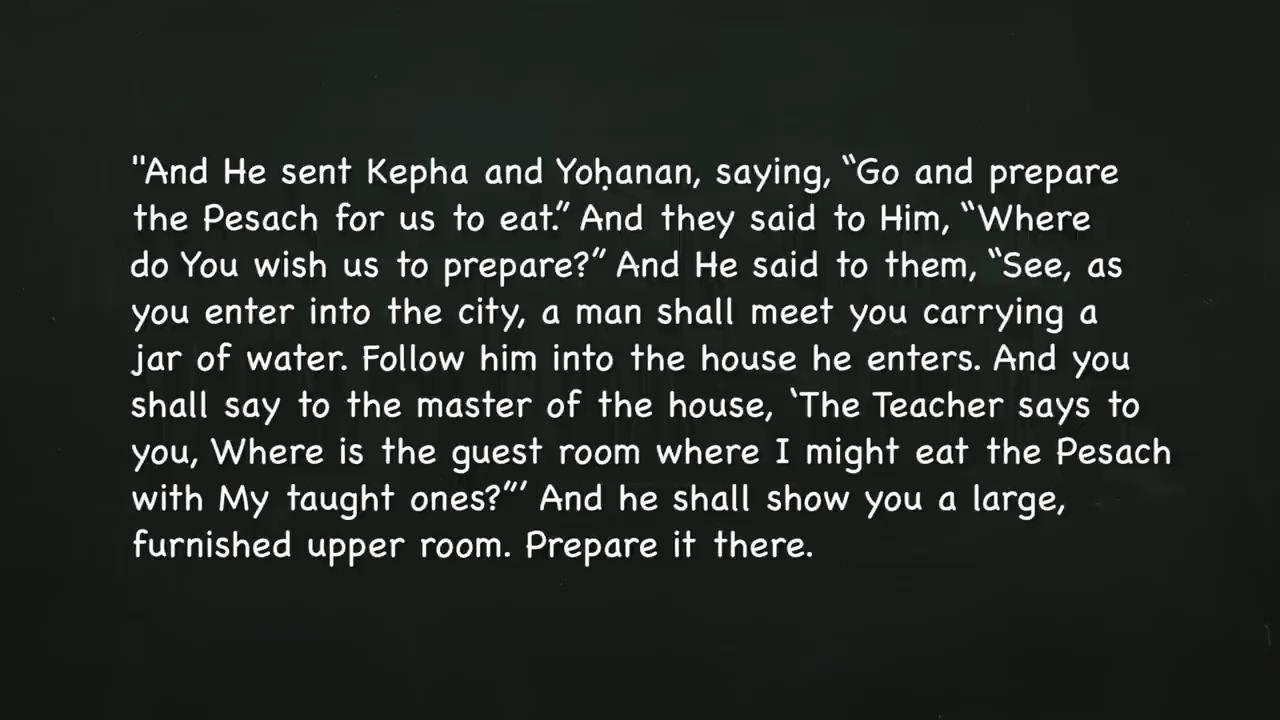 "And He sent Kepha and Yoḥanan, saying, “Go and prepare
the Pesach for us to eat.” And they said to Him, “Where
do You wish us to prepare?” And He said to them, “See, as
you enter into the city, a man shall meet you carrying a
jar of water. Follow him into the house he enters. And you
shall say to the master of the house, ‘The Teacher says to
you, Where is the guest room where I might eat the Pesach
with My taught ones?”’ And he shall show you a large,
furnished upper room. Prepare it there.